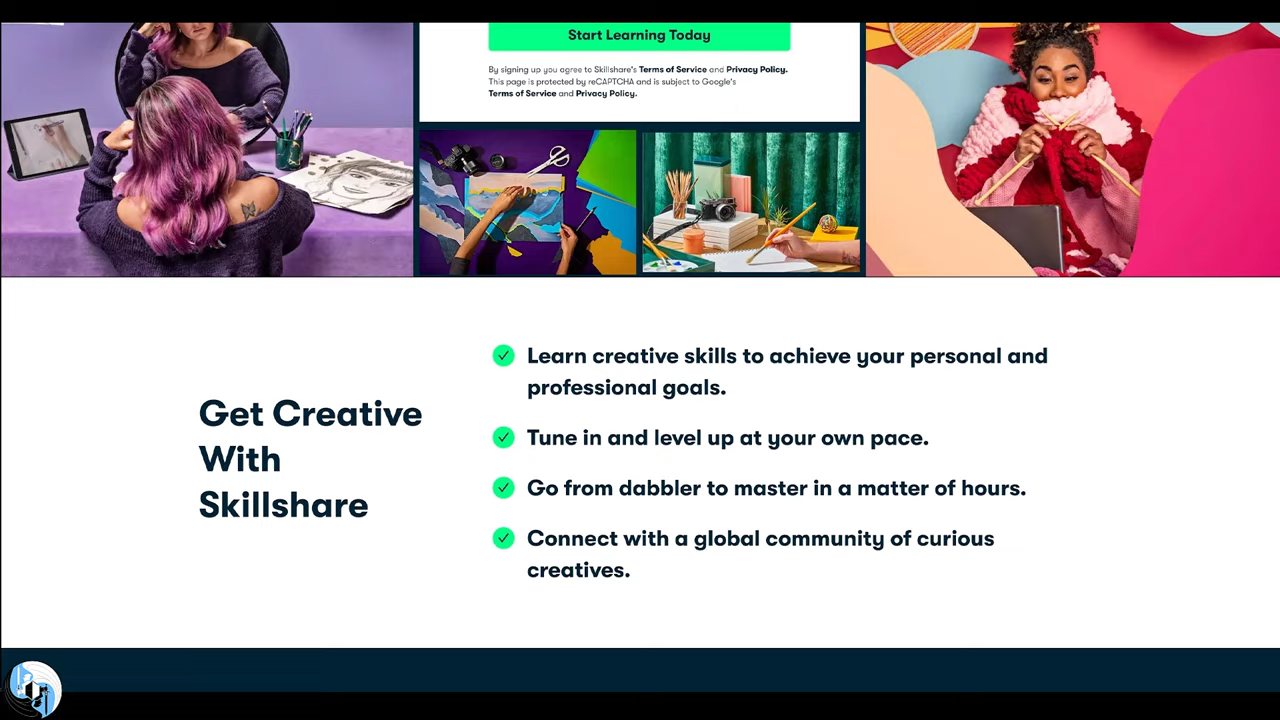 Start Learning Today
By signing up you agree to Skillshare's Terms of Service and Privacy Policy.
This page is protected by reCAPTCHA and is subject to Google's
Terms of Service and Privacy Policy.
Get Creative
With
Skillshare
Learn creative skills to achieve your personal and
professional goals.
Tune in and level up at your own pace.
Go from dabbler to master in a matter of hours.
Connect with a global community of curious
creatives.